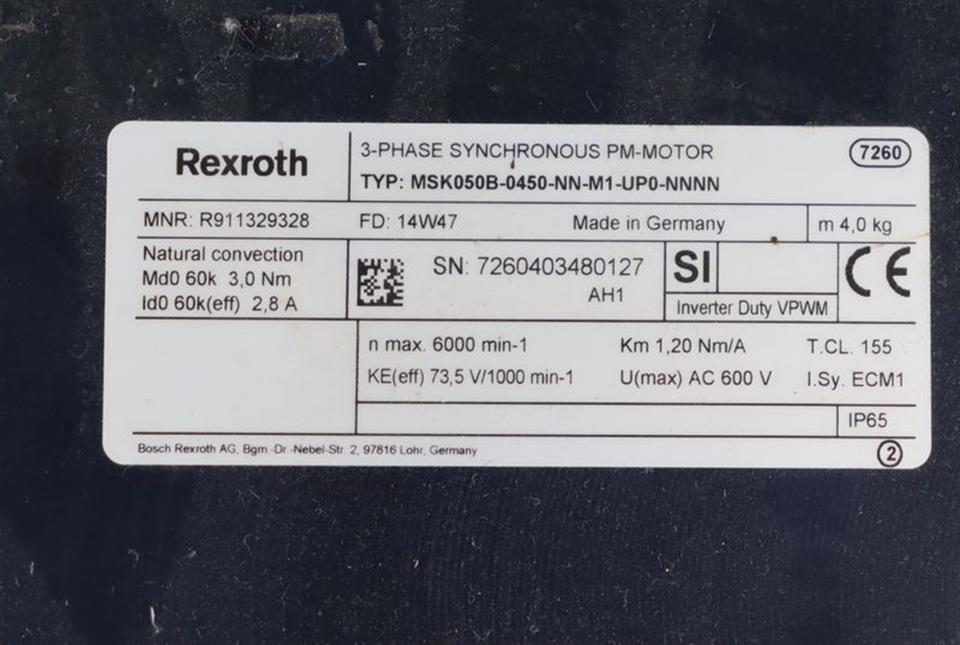 Rexroth
3-PHASE SYNCHRONOUS PM-MOTOR
7260
TYP: MSK050B-0450-NN-M1-UP0-NNNN
MNR: R911329328 FD: 14W47 Made in Germany m 4,0 kg
Natural convection
Md0 60k 3,0 Nm
Id0 60k(eff) 2,8 A
SN: 7260403480127
AH1
SI
Inverter Duty VPWM
CE
n max. 6000 min-1 Km 1,20 Nm/A T.CL. 155
KE(eff) 73,5 V/1000 min-1 U(max) AC 600 V I.Sy. ECM1
IP65
Bosch Rexroth AG, Bgm.-Dr.-Nebel-Str. 2, 97816 Lohr, Germany
2